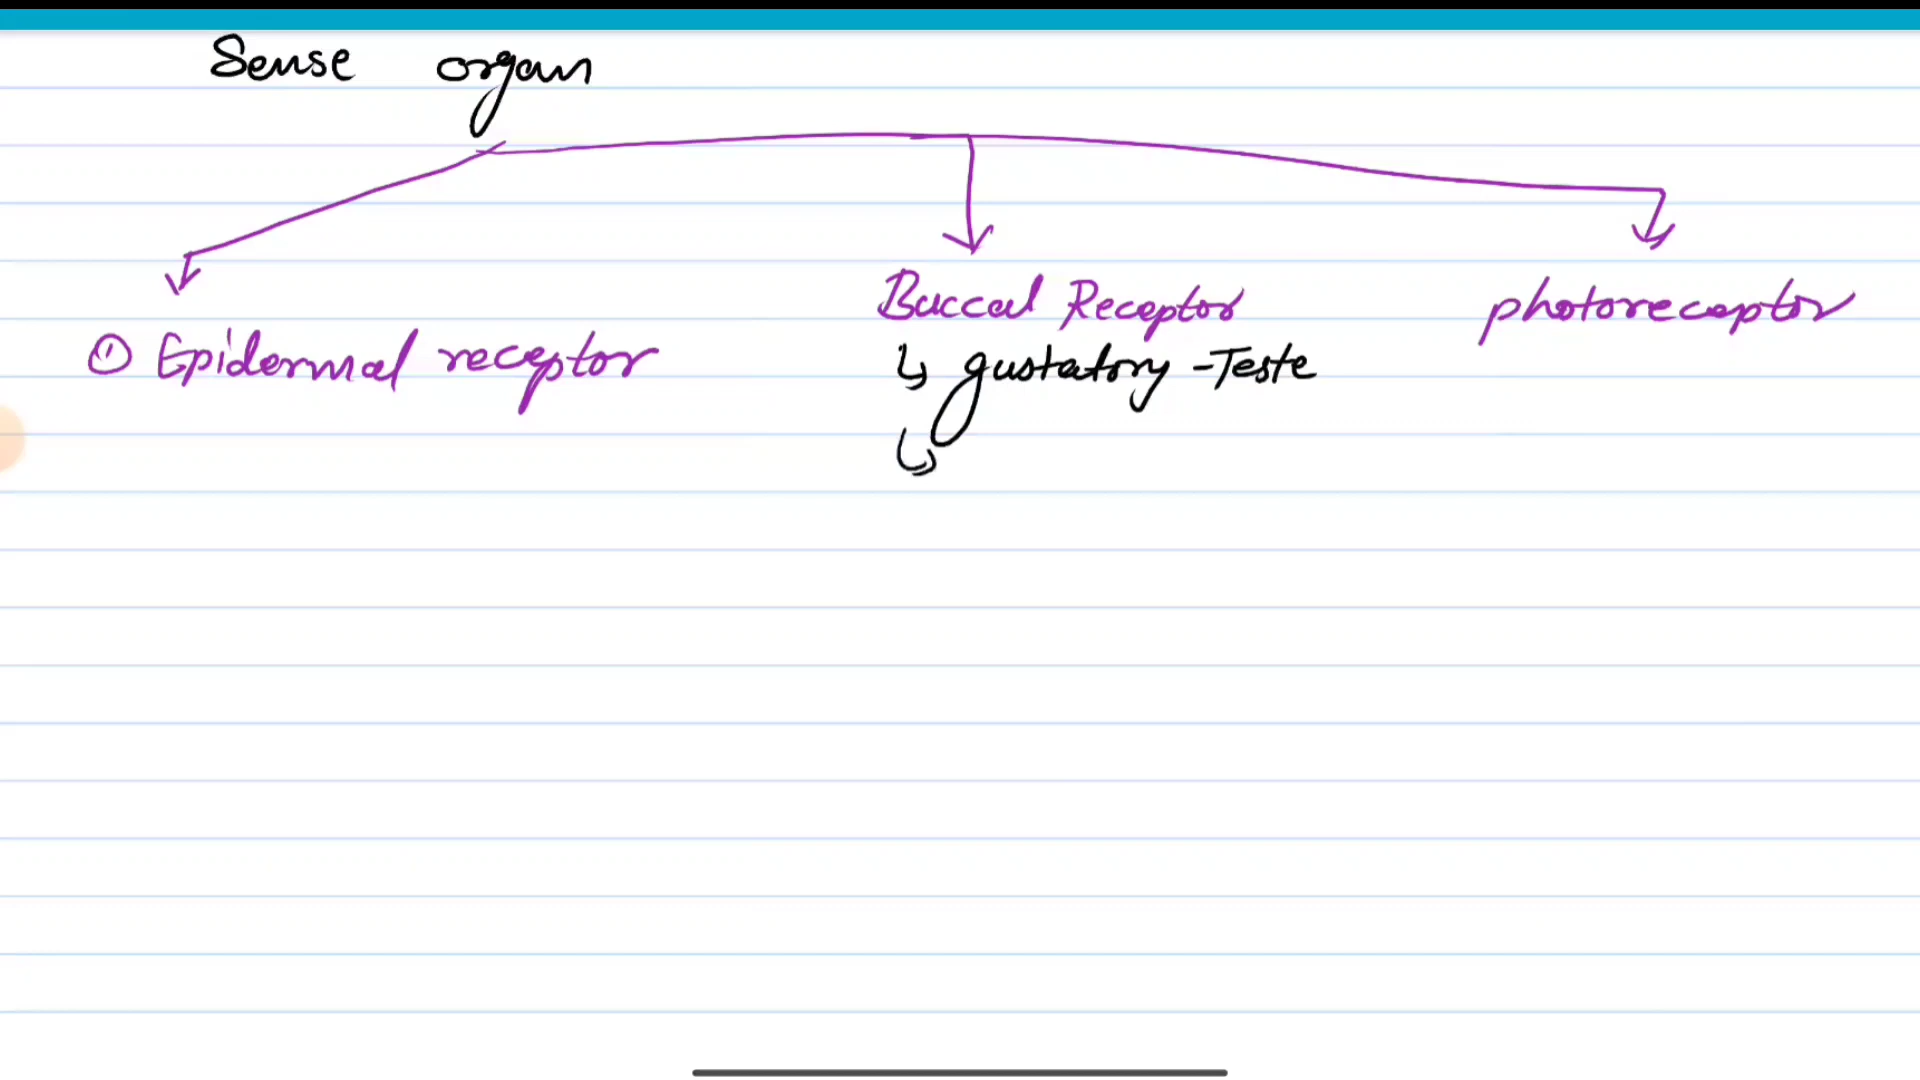 Sense organ
① Epidermal receptor
Buccal Receptor
↳ gustatory - Teste
↳
photoreceptor